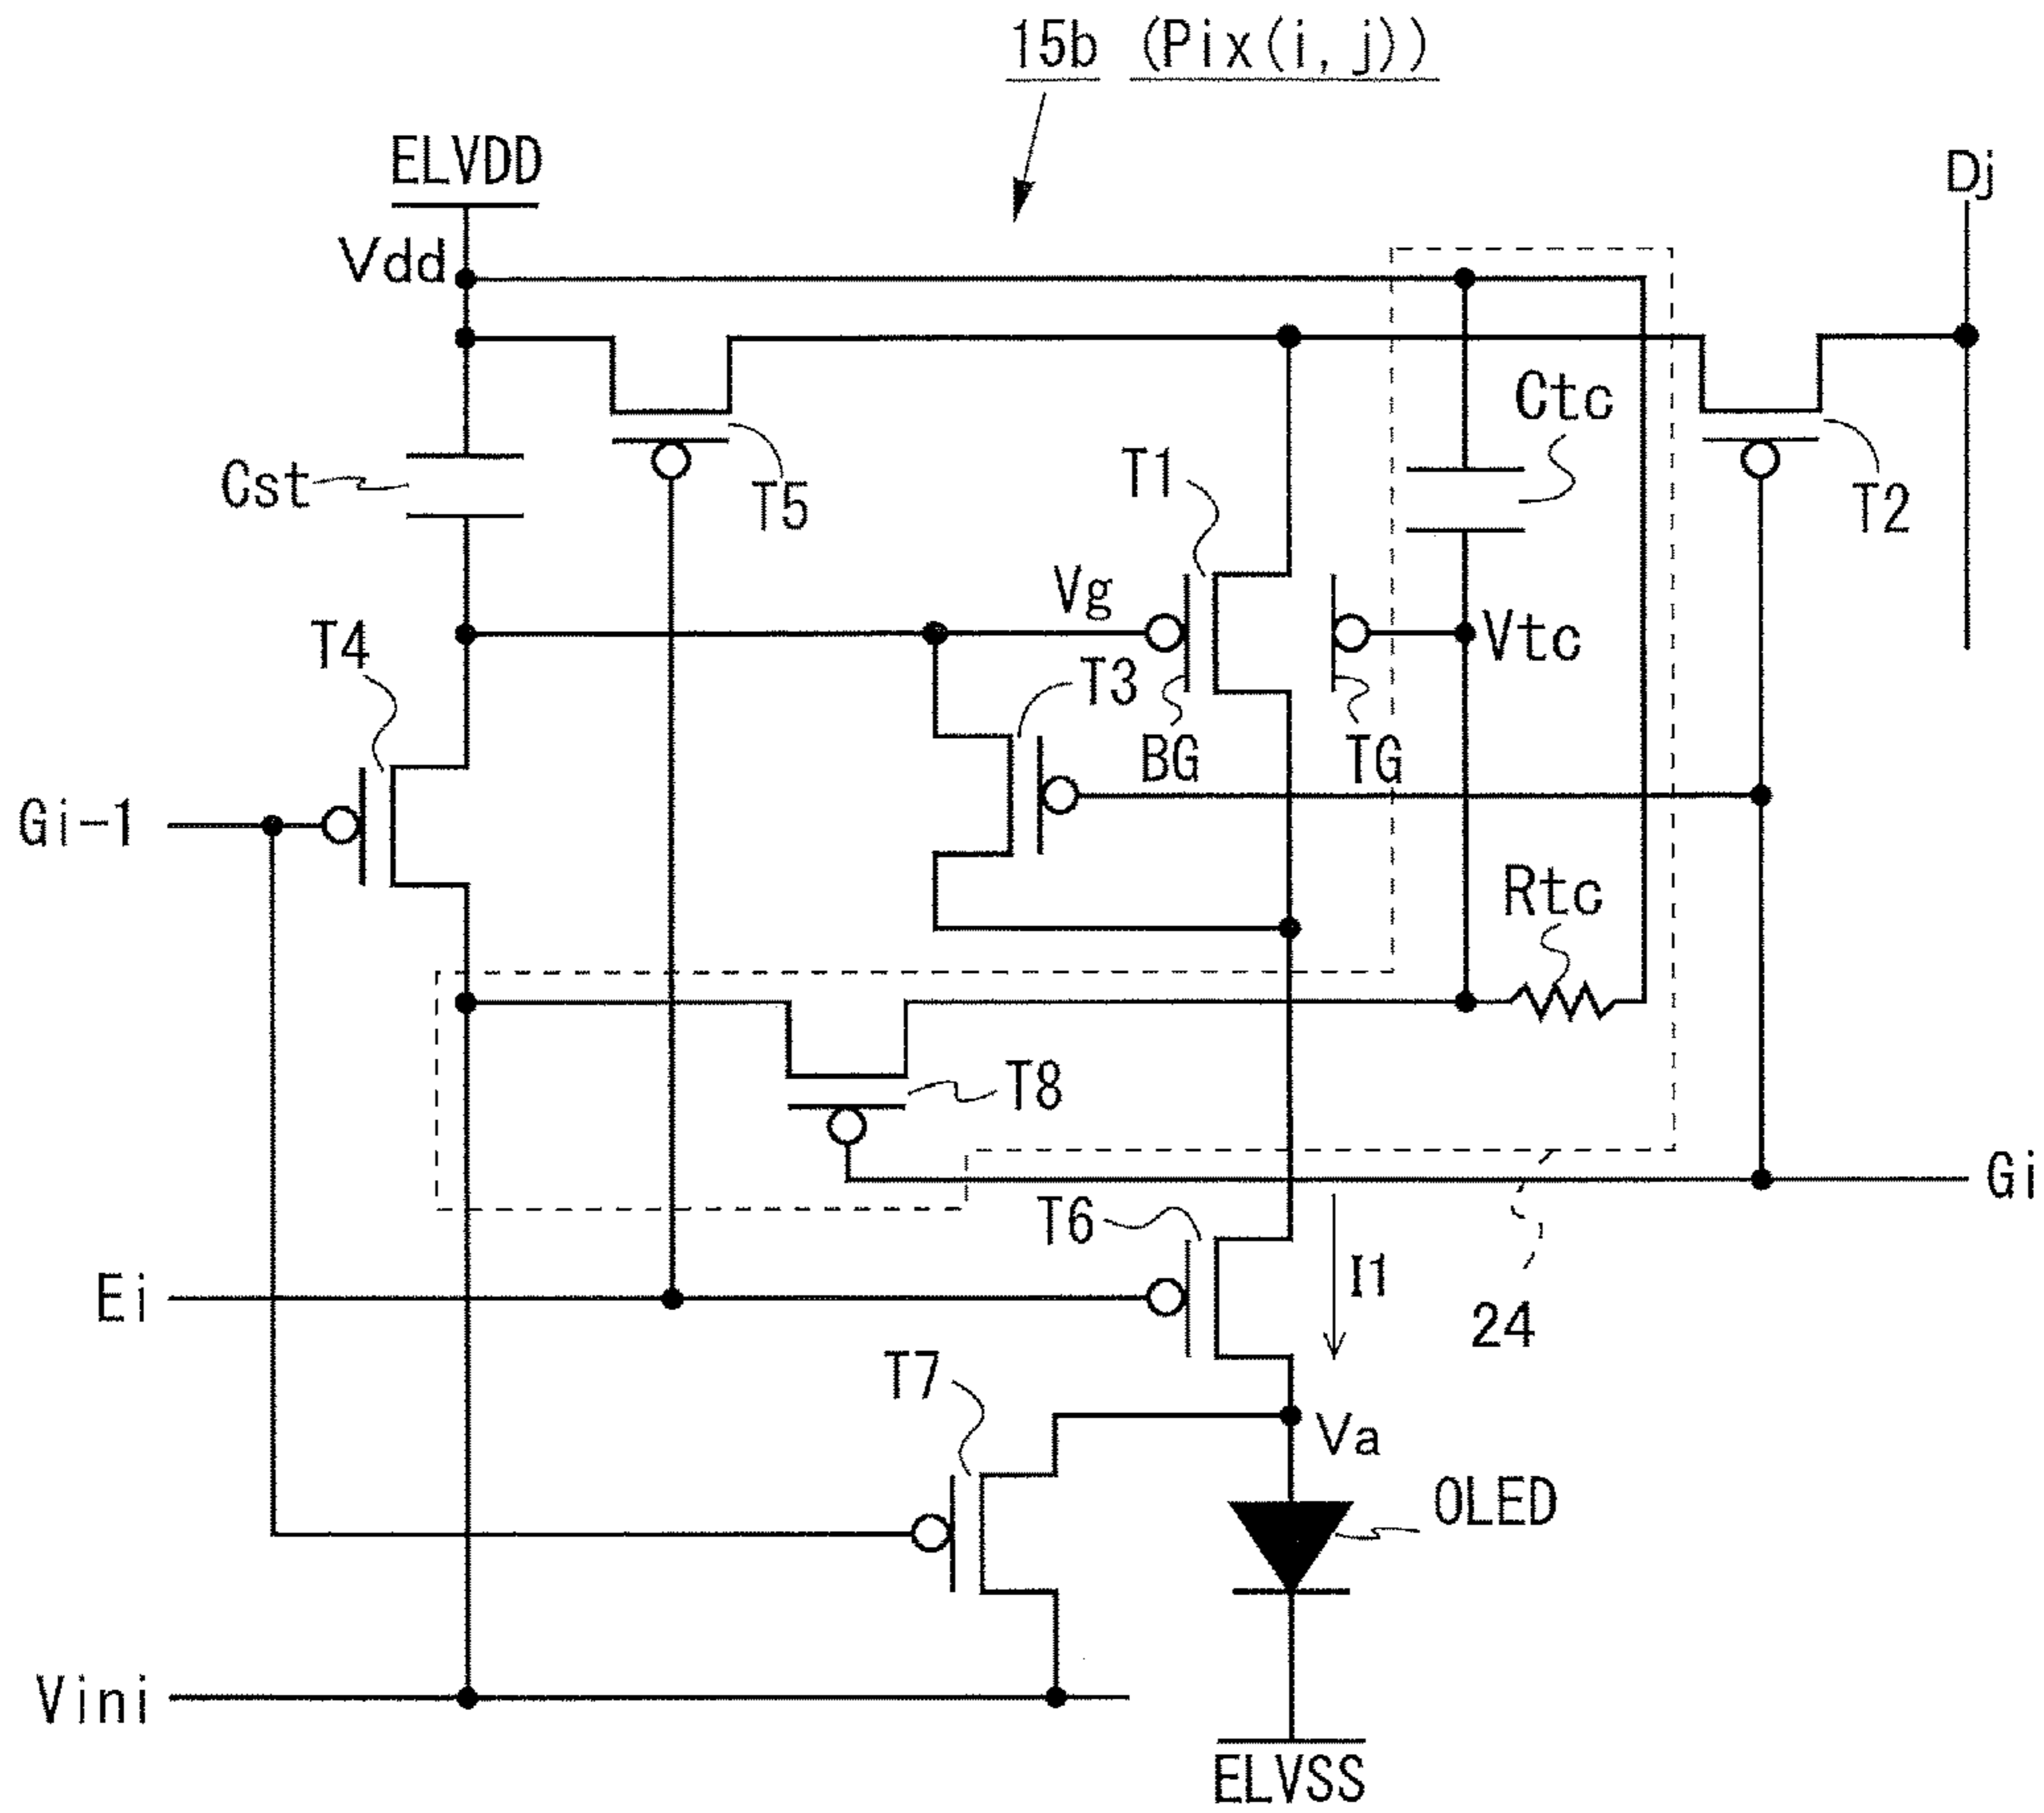 15b (Pix(i, j))
ELVDD
Dj
Vdd
Ctc
T1
Cst
T5
T2
Vg
T4
Vtc
T3
BG
TG
Gi-1
Rtc
T8
Gi
T6
I1
Ei
24
T7
Va
OLED
Vini
ELVSS